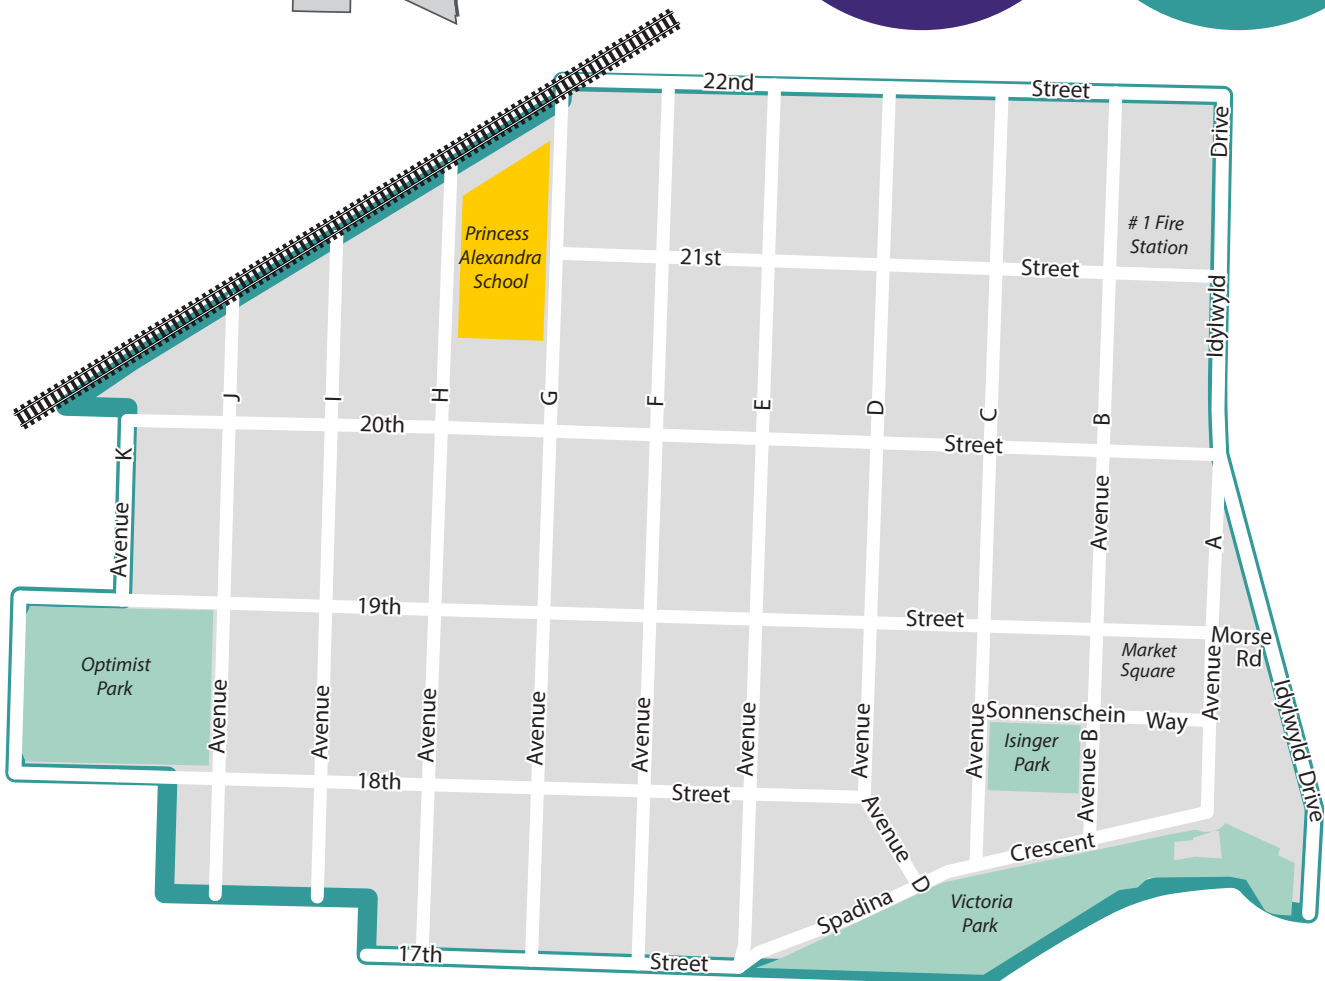 22nd
Street
Drive
# 1 Fire
Station
Princess
Alexandra
School
21st
Street
Idylwyld
J
I
H
G
F
E
D
C
B
20th
Street
K
Avenue
Avenue
A
19th
Street
Morse
Rd
Market
Square
Optimist
Park
Avenue
Avenue
Avenue
Avenue
Avenue
Avenue
Avenue
Avenue
Avenue
Sonnenschein Way
Isinger
Park
Avenue B
Idylwyld Drive
18th
Street
Avenue D
Crescent
Spadina
Victoria
Park
17th
Street